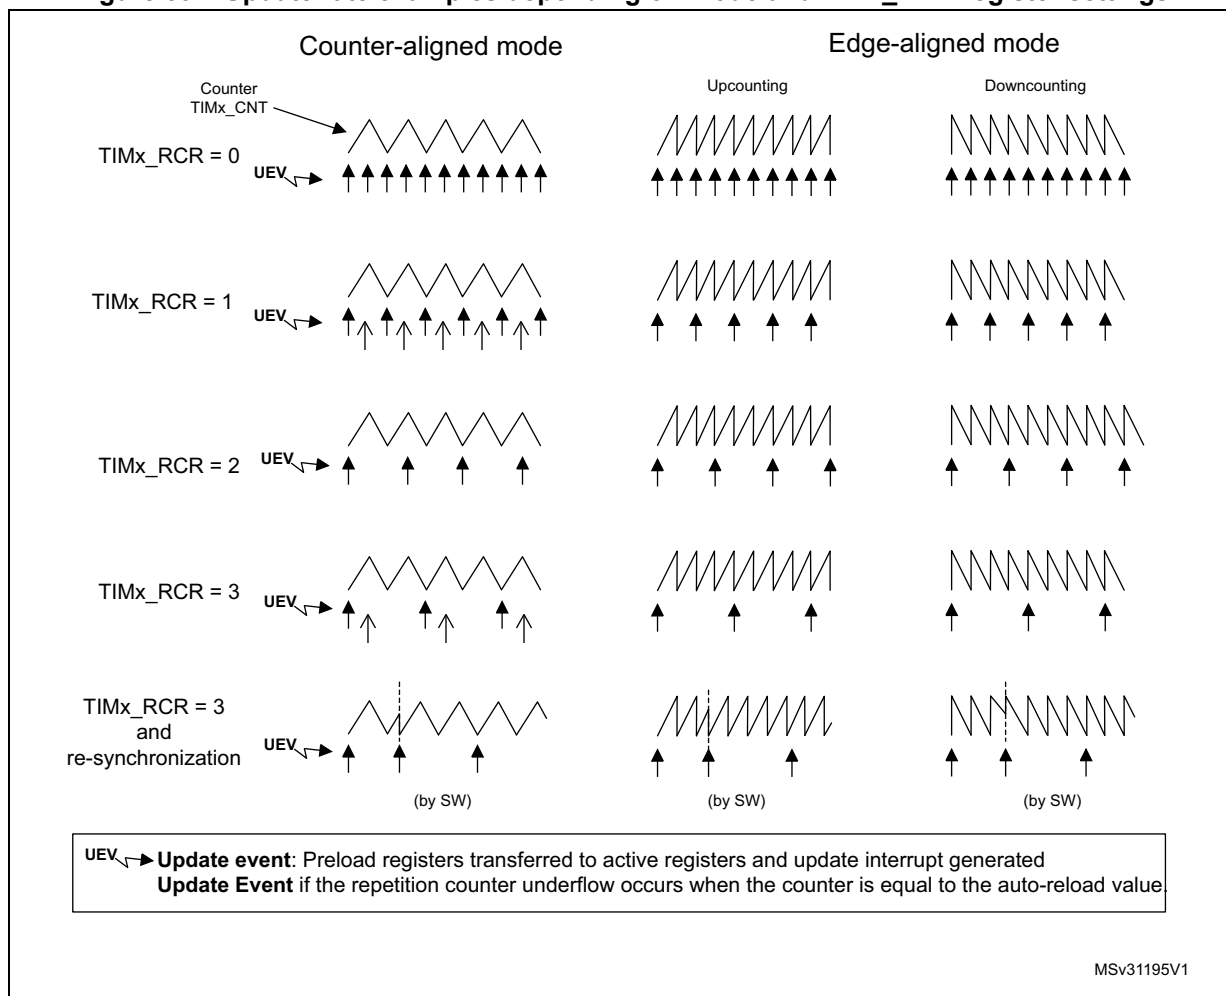 Counter-aligned mode
Edge-aligned mode
Counter
TIMx_CNT
Upcounting
Downcounting
TIMx_RCR = 0
UEV
TIMx_RCR = 1
UEV
TIMx_RCR = 2
UEV
TIMx_RCR = 3
UEV
TIMx_RCR = 3
and
re-synchronization
UEV
(by SW)
(by SW)
(by SW)
UEV Update event: Preload registers transferred to active registers and update interrupt generated
Update Event if the repetition counter underflow occurs when the counter is equal to the auto-reload value.
MSv31195V1